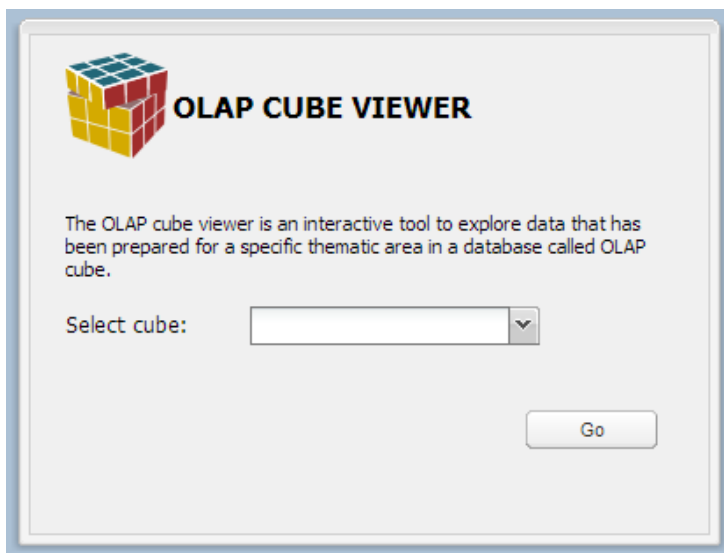 OLAP CUBE VIEWER
The OLAP cube viewer is an interactive tool to explore data that has
been prepared for a specific thematic area in a database called OLAP
cube.
Select cube:
Go